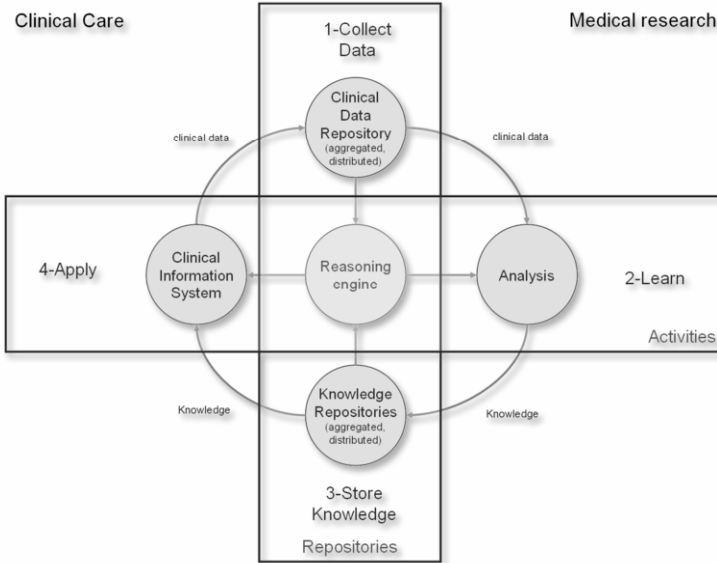 Clinical Care
Medical research
1-Collect
Data
Clinical
Data
Repository
(aggregated,
distributed)
clinical data
clinical data
4-Apply
Clinical
Information
System
Reasoning
engine
Analysis
2-Learn
Activities
Knowledge
Repositories
(aggregated,
distributed)
Knowledge
Knowledge
3-Store
Knowledge
Repositories